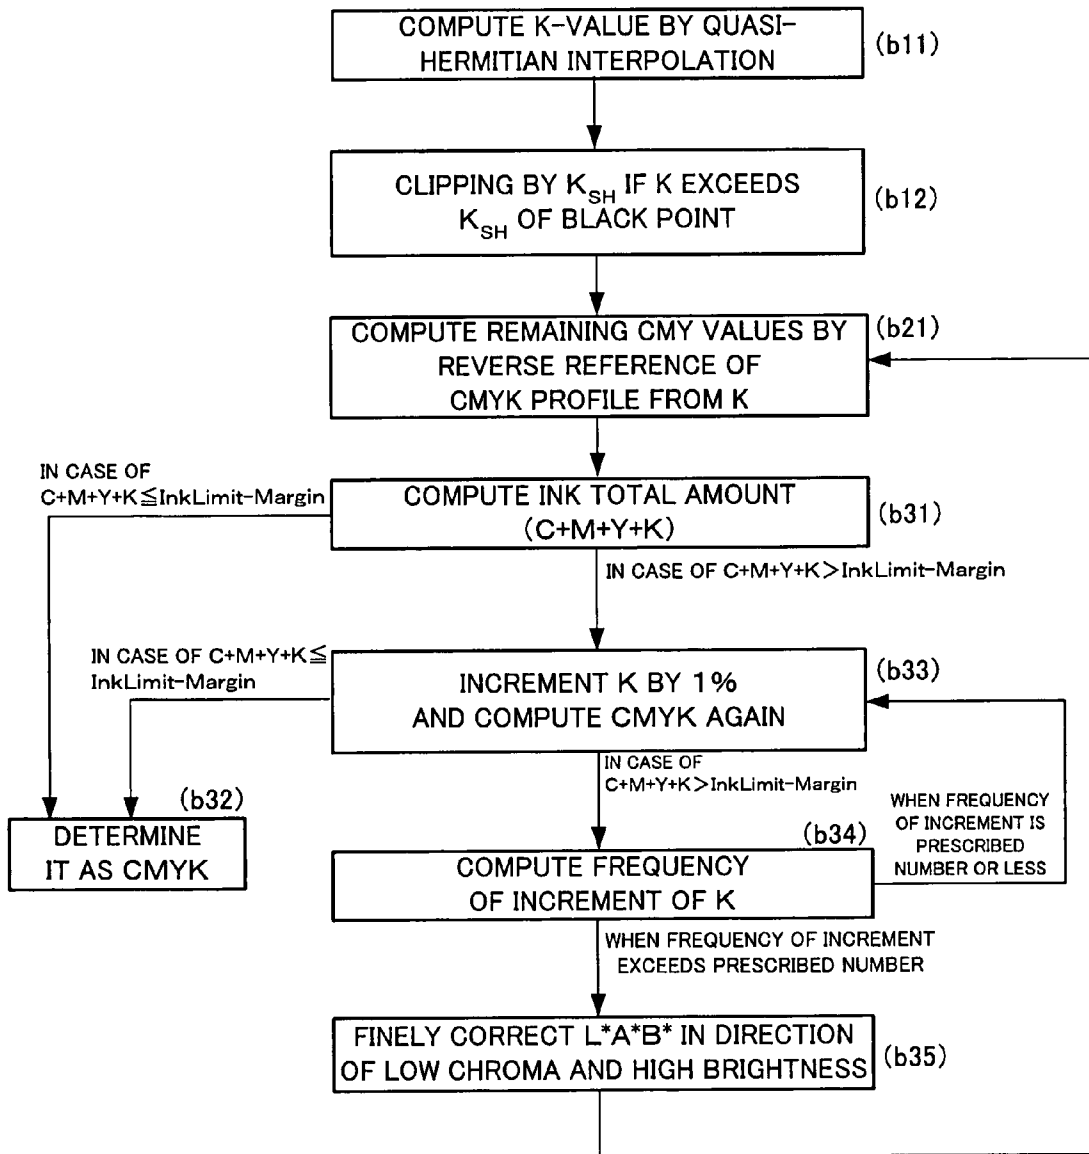 COMPUTE K-VALUE BY QUASI-
HERMITIAN INTERPOLATION
(b11)
CLIPPING BY KSH IF K EXCEEDS
KSH OF BLACK POINT
(b12)
COMPUTE REMAINING CMY VALUES BY
REVERSE REFERENCE OF
CMYK PROFILE FROM K
(b21)
IN CASE OF
C+M+Y+K≦InkLimit-Margin
COMPUTE INK TOTAL AMOUNT
(C+M+Y+K)
(b31)
IN CASE OF C+M+Y+K>InkLimit-Margin
IN CASE OF C+M+Y+K≦
InkLimit-Margin
INCREMENT K BY 1%
AND COMPUTE CMYK AGAIN
(b33)
IN CASE OF
C+M+Y+K>InkLimit-Margin
(b32)
DETERMINE
IT AS CMYK
WHEN FREQUENCY
OF INCREMENT IS
PRESCRIBED
NUMBER OR LESS
(b34)
COMPUTE FREQUENCY
OF INCREMENT OF K
WHEN FREQUENCY OF INCREMENT
EXCEEDS PRESCRIBED NUMBER
FINELY CORRECT L*A*B* IN DIRECTION
OF LOW CHROMA AND HIGH BRIGHTNESS
(b35)